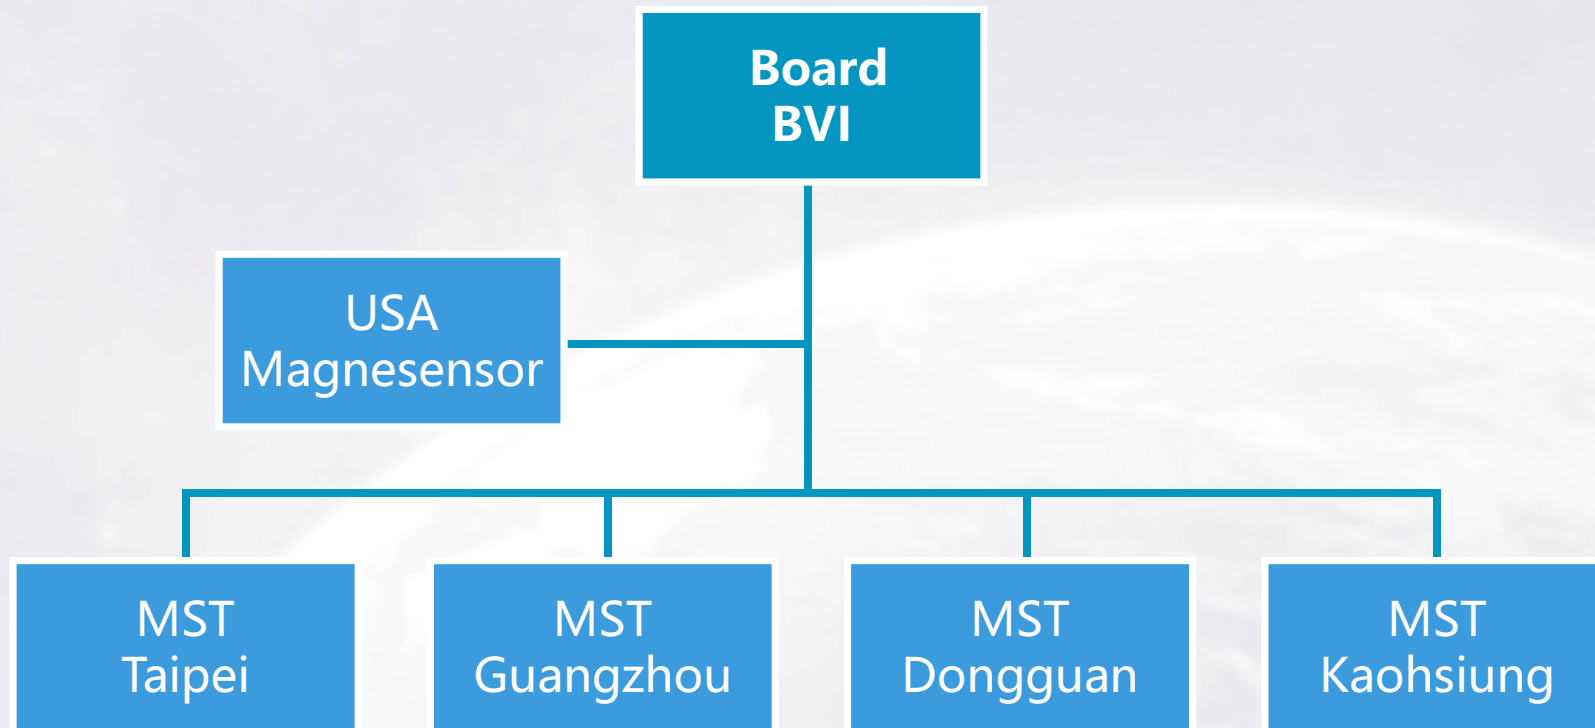 Board
BVI
USA
Magnesensor
MST
Taipei
MST
Guangzhou
MST
Dongguan
MST
Kaohsiung